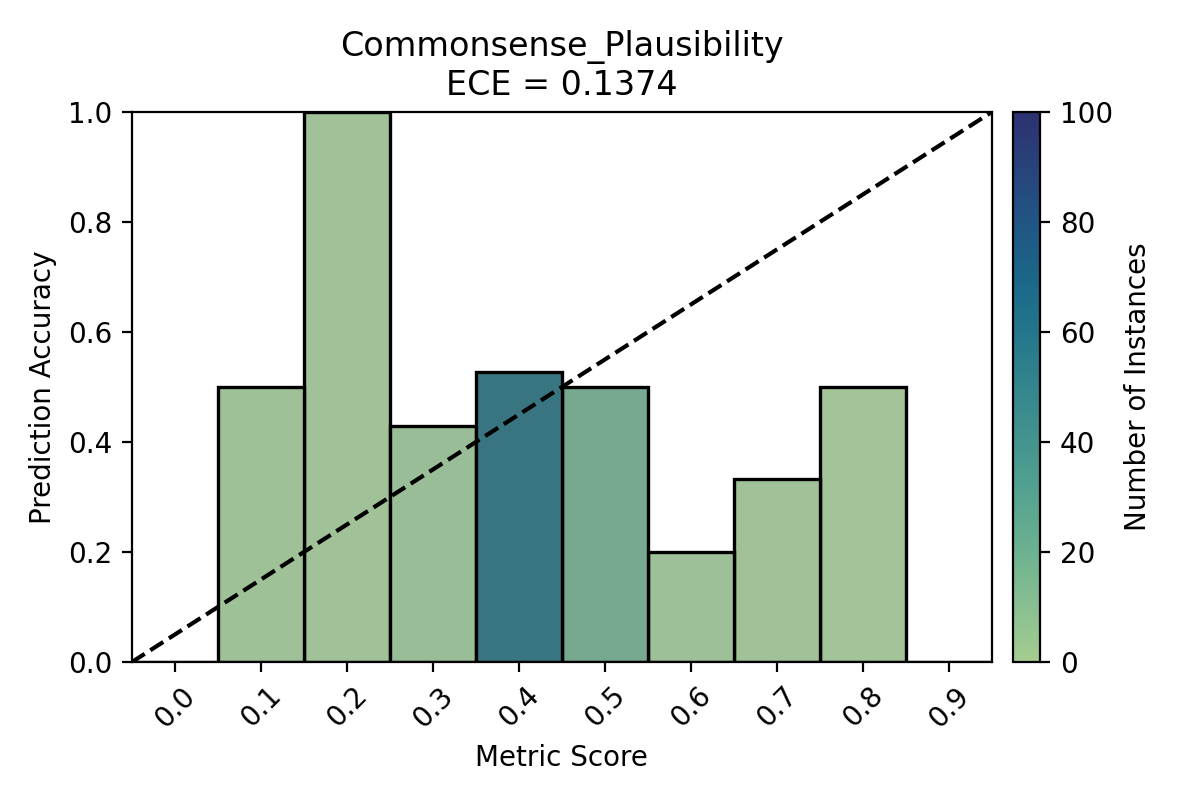 Commonsense_Plausibility
ECE = 0.1374
1.0
0.8
0.6
0.4
0.2
0.0
Prediction Accuracy
0.0 0.1 0.2 0.3 0.4 0.5 0.6 0.7 0.8 0.9
Metric Score
100
80
60
40
20
0
Number of Instances